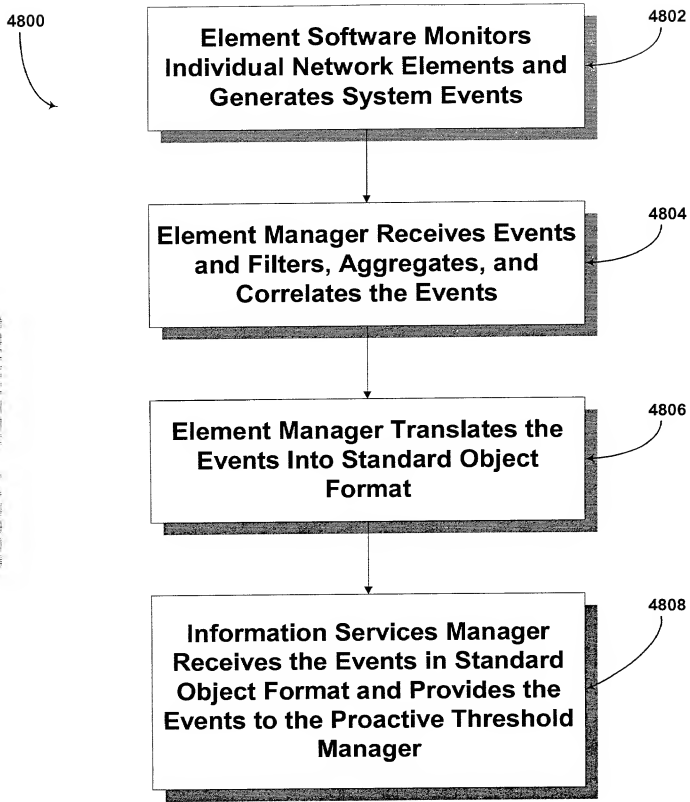 4800
4802
Element Software Monitors
Individual Network Elements and
Generates System Events
4804
Element Manager Receives Events
and Filters, Aggregates, and
Correlates the Events
4806
Element Manager Translates the
Events Into Standard Object
Format
4808
Information Services Manager
Receives the Events in Standard
Object Format and Provides the
Events to the Proactive Threshold
Manager